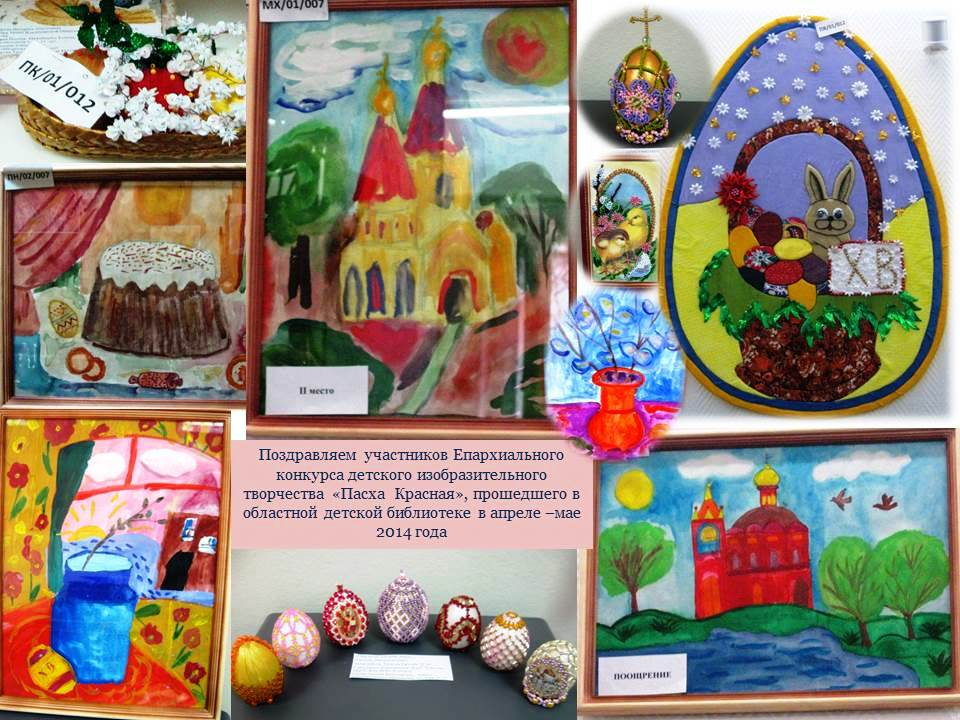 МХ/01/007
ПК/01/012
ПК/01/012
ПН/02/007
ХВ
II место
Поздравляем участников Епархиального
конкурса детского изобразительного
творчества «Пасха Красная», прошедшего в
областной детской библиотеке в апреле –мае
2014 года
ПООЩРЕНИЕ